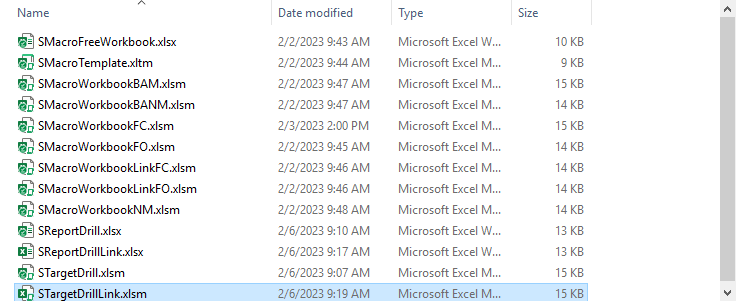 Name Date modified Type Size
SMacroFreeWorkbook.xlsx 2/2/2023 9:43 AM Microsoft Excel W... 10 KB
SMacroTemplate.xltm 2/2/2023 9:44 AM Microsoft Excel M... 9 KB
SMacroWorkbookBAM.xlsm 2/2/2023 9:47 AM Microsoft Excel M... 15 KB
SMacroWorkbookBANM.xlsm 2/2/2023 9:47 AM Microsoft Excel M... 14 KB
SMacroWorkbookFC.xlsm 2/3/2023 2:00 PM Microsoft Excel M... 15 KB
SMacroWorkbookFO.xlsm 2/2/2023 9:45 AM Microsoft Excel M... 14 KB
SMacroWorkbookLinkFC.xlsm 2/2/2023 9:46 AM Microsoft Excel M... 14 KB
SMacroWorkbookLinkFO.xlsm 2/2/2023 9:46 AM Microsoft Excel M... 14 KB
SMacroWorkbookNM.xlsm 2/2/2023 9:48 AM Microsoft Excel M... 14 KB
SReportDrill.xlsx 2/6/2023 9:10 AM Microsoft Excel W... 13 KB
SReportDrillLink.xlsx 2/6/2023 9:17 AM Microsoft Excel W... 13 KB
STargetDrill.xlsm 2/6/2023 9:07 AM Microsoft Excel M... 15 KB
STargetDrillLink.xlsm 2/6/2023 9:19 AM Microsoft Excel M... 15 KB